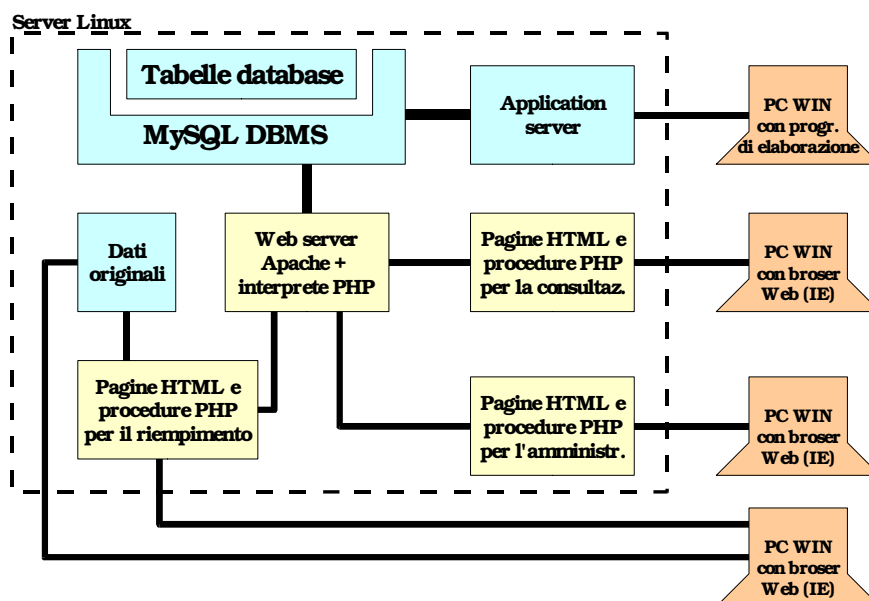 Server Linux
Tabelle database
MySQL DBMS
Application
server
PC WIN
con progr.
di elaborazione
Dati
originali
Web server
Apache +
interprete PHP
Pagine HTML e
procedure PHP
per la consultaz.
PC WIN
con broser
Web (IE)
Pagine HTML e
procedure PHP
per il riempimento
Pagine HTML e
procedure PHP
per l'amministr.
PC WIN
con broser
Web (IE)
PC WIN
con broser
Web (IE)